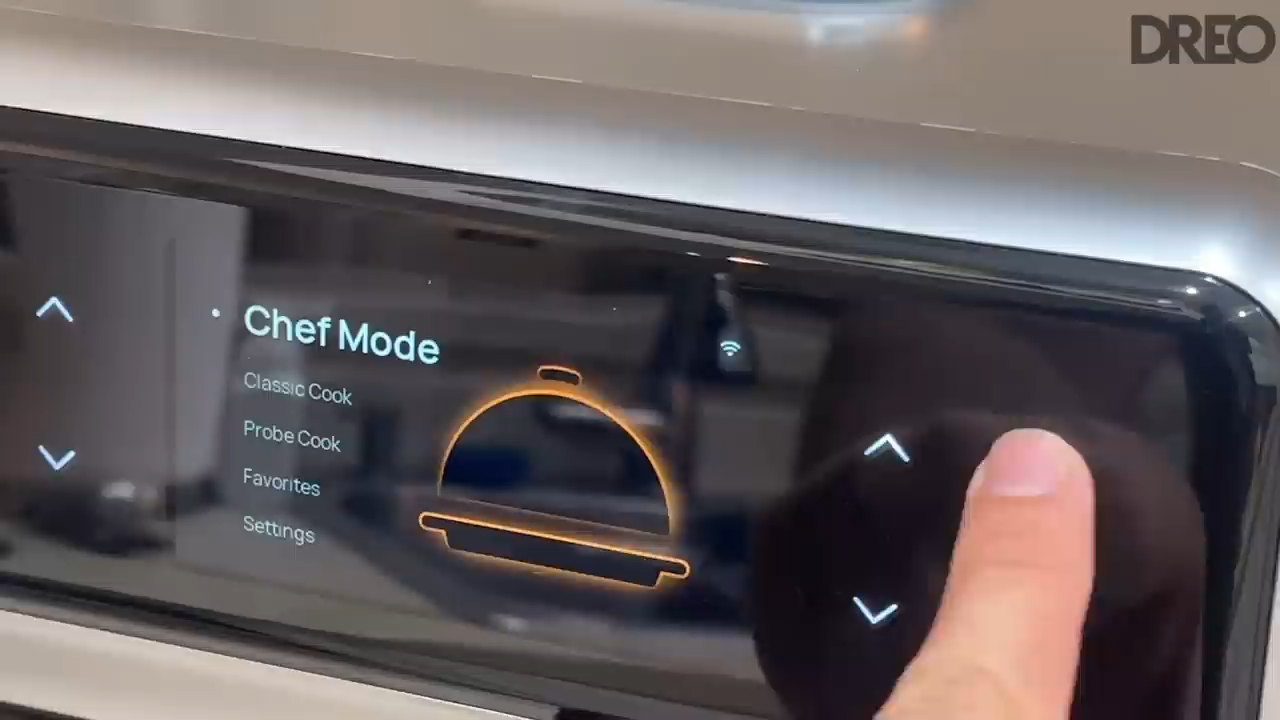 DREO
Chef Mode
Classic Cook
Probe Cook
Favorites
Settings